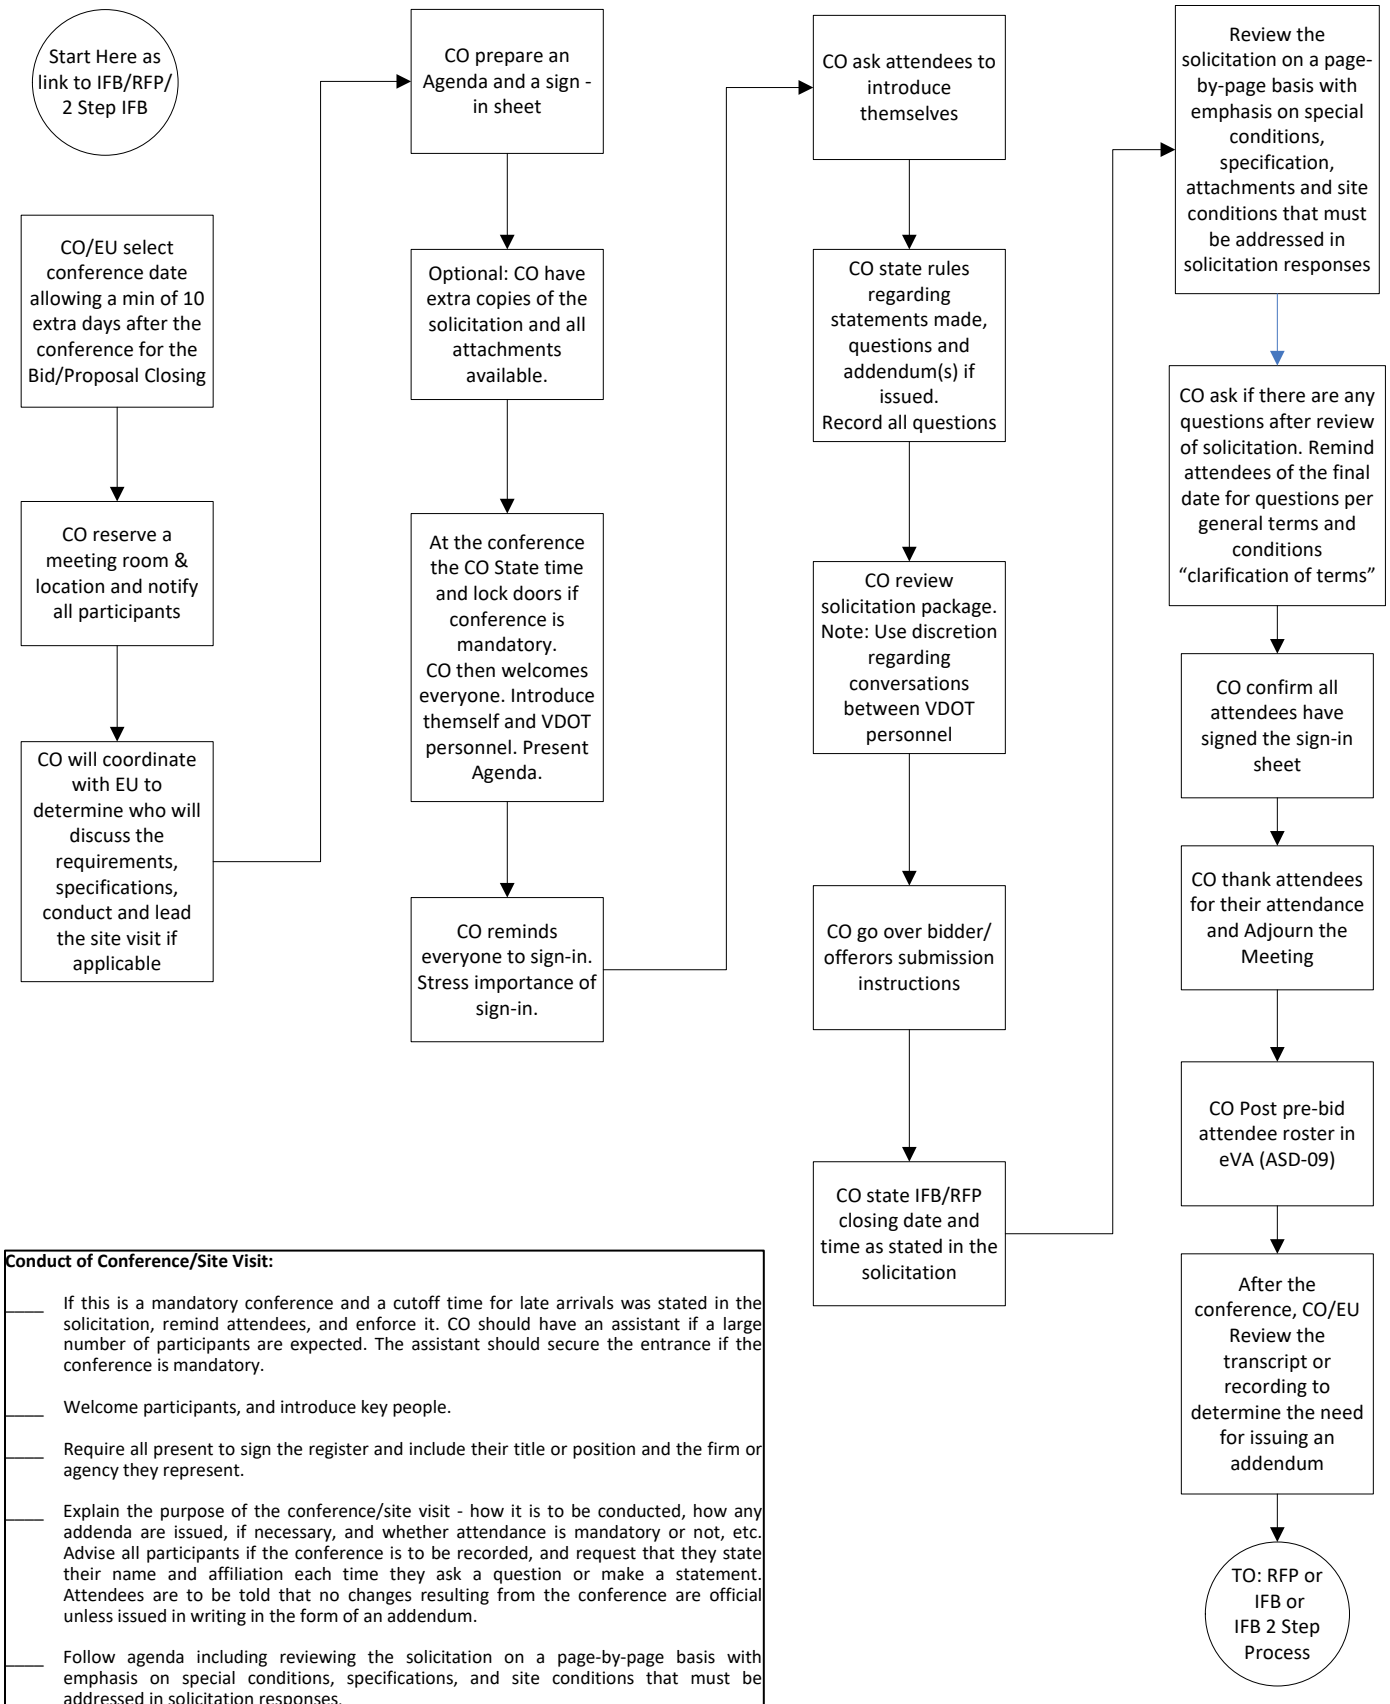 Start Here as
link to IFB/RFP/
2 Step IFB
CO/EU select
conference date
allowing a min of 10
extra days after the
conference for the
Bid/Proposal Closing
CO reserve a
meeting room &
location and notify
all participants
CO will coordinate
with EU to
determine who will
discuss the
requirements,
specifications,
conduct and lead
the site visit if
applicable
CO prepare an
Agenda and a sign -
in sheet
Optional: CO have
extra copies of the
solicitation and all
attachments
available.
At the conference
the CO State time
and lock doors if
conference is
mandatory.
CO then welcomes
everyone. Introduce
themself and VDOT
personnel. Present
Agenda.
CO reminds
everyone to sign-in.
Stress importance of
sign-in.
CO ask attendees to
introduce
themselves
CO state rules
regarding
statements made,
questions and
addendum(s) if
issued.
Record all questions
CO review
solicitation package.
Note: Use discretion
regarding
conversations
between VDOT
personnel
CO go over bidder/
offerors submission
instructions
CO state IFB/RFP
closing date and
time as stated in the
solicitation
Review the
solicitation on a page-
by-page basis with
emphasis on special
conditions,
specification,
attachments and site
conditions that must
be addressed in
solicitation responses
CO ask if there are any
questions after review
of solicitation. Remind
attendees of the final
date for questions per
general terms and
conditions
“clarification of terms”
CO confirm all
attendees have
signed the sign-in
sheet
CO thank attendees
for their attendance
and Adjourn the
Meeting
CO Post pre-bid
attendee roster in
eVA (ASD-09)
After the
conference, CO/EU
Review the
transcript or
recording to
determine the need
for issuing an
addendum
TO: RFP or
IFB or
IFB 2 Step
Process
Conduct of Conference/Site Visit:
____ If this is a mandatory conference and a cutoff time for late arrivals was stated in the
solicitation, remind attendees, and enforce it. CO should have an assistant if a large
number of participants are expected. The assistant should secure the entrance if the
conference is mandatory.
____ Welcome participants, and introduce key people.
____ Require all present to sign the register and include their title or position and the firm or
agency they represent.
____ Explain the purpose of the conference/site visit - how it is to be conducted, how any
addenda are issued, if necessary, and whether attendance is mandatory or not, etc.
Advise all participants if the conference is to be recorded, and request that they state
their name and affiliation each time they ask a question or make a statement.
Attendees are to be told that no changes resulting from the conference are official
unless issued in writing in the form of an addendum.
____ Follow agenda including reviewing the solicitation on a page-by-page basis with
emphasis on special conditions, specifications, and site conditions that must be
addressed in solicitation responses.